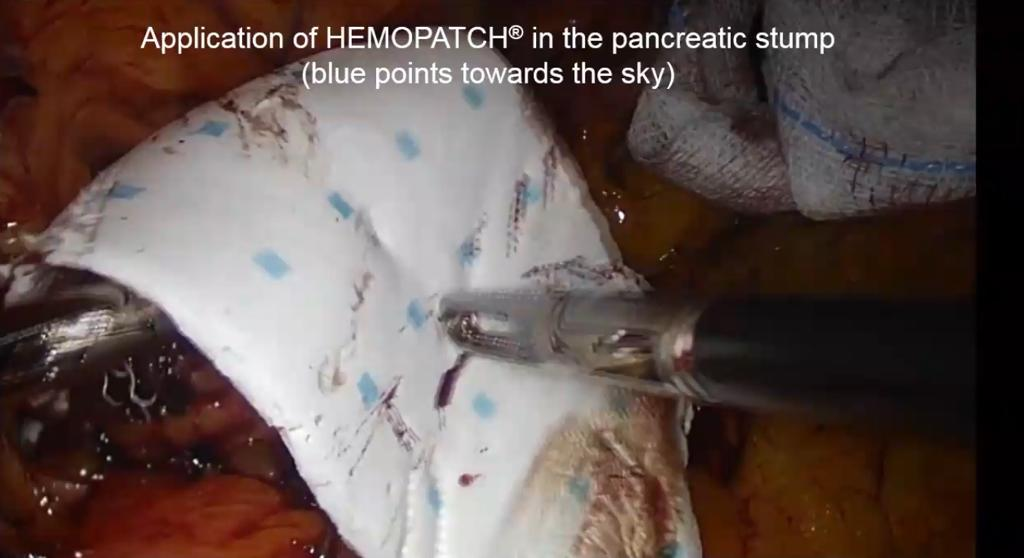 Application of HEMOPATCH® in the pancreatic stump
(blue points towards the sky)